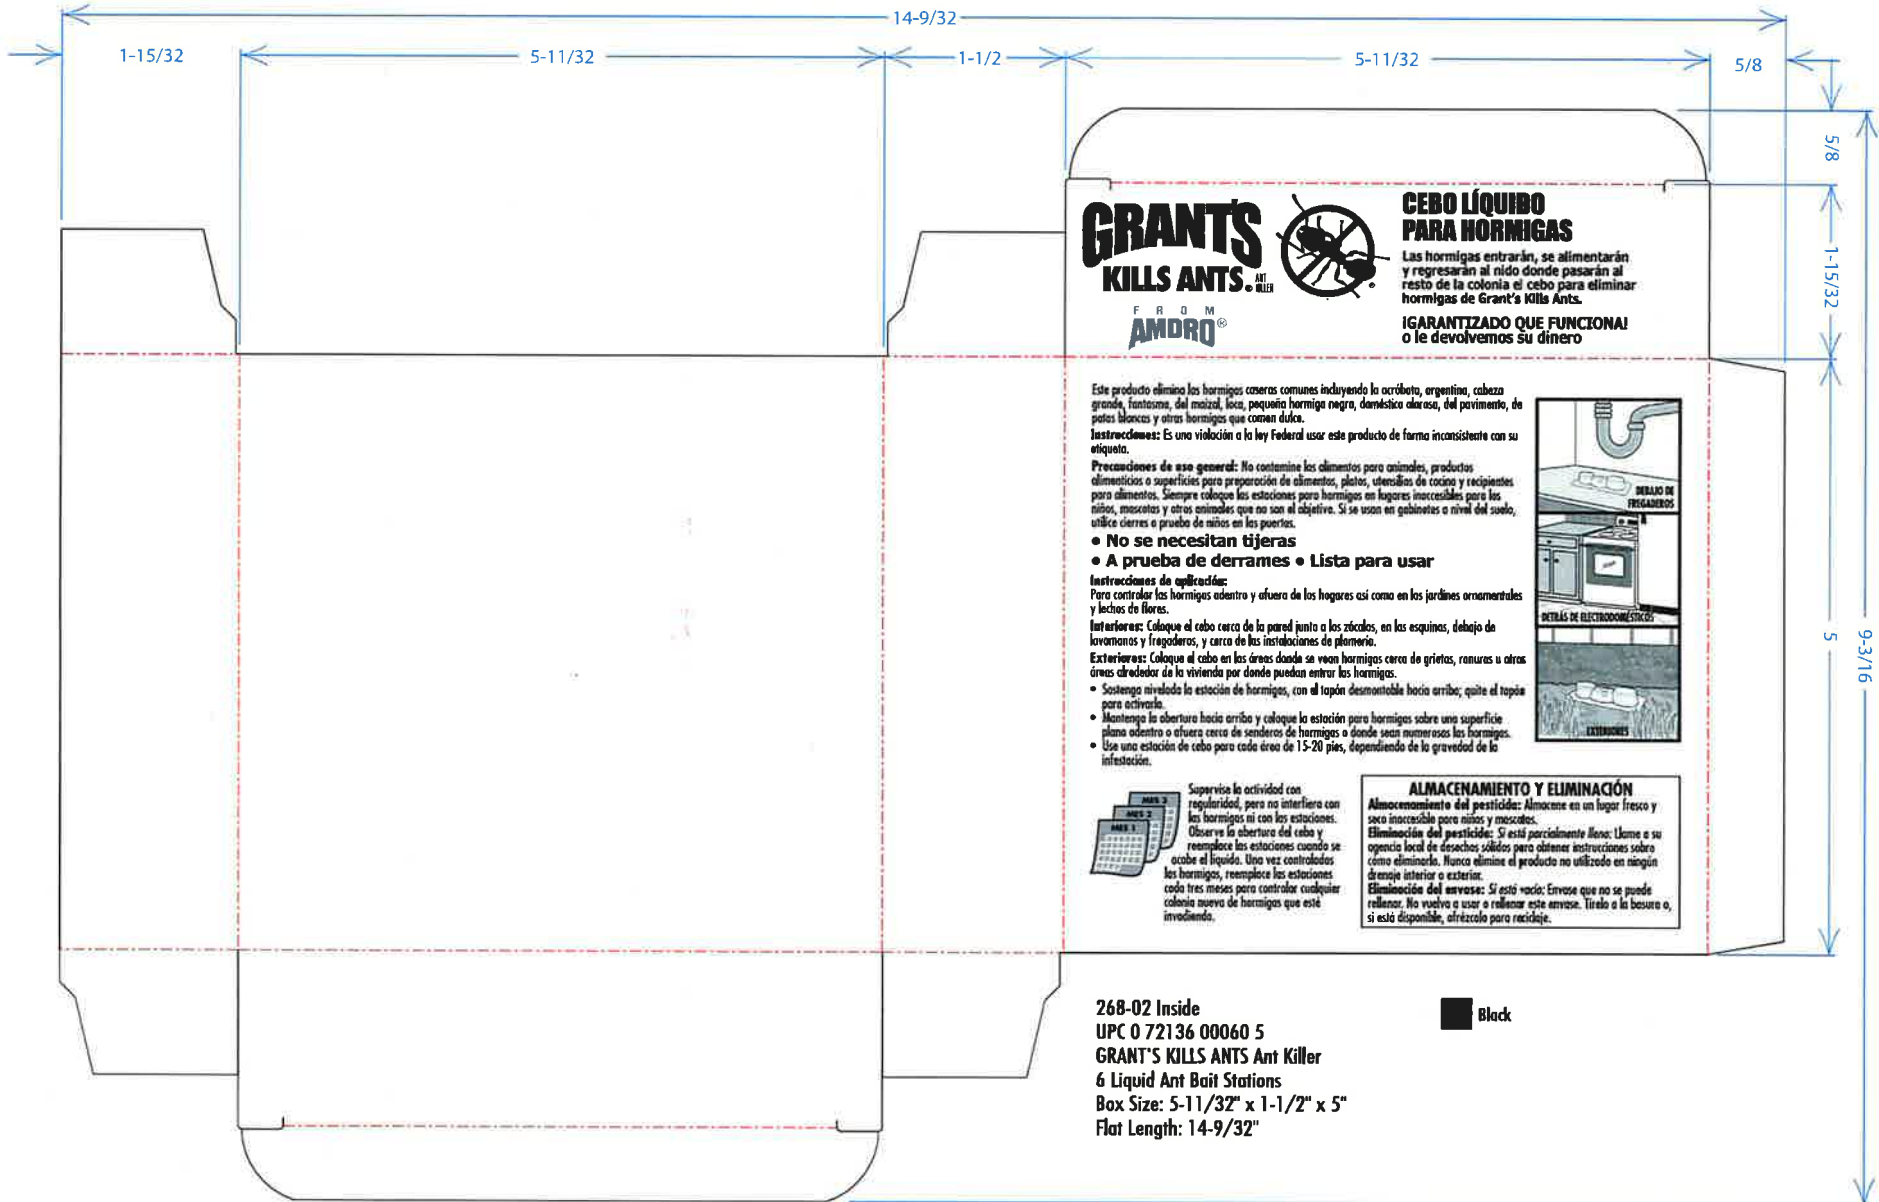 14-9/32
1-15/32
5-11/32
1-1/2
5-11/32
5/8
5/8
1-15/32
5
9-3/16
GRANT'S
KILLS ANTS.
ANT
KILLER
®
FROM
AMDRO®
CEBO LÍQUIBO
PARA HORMIGAS
Las hormigas entrarán, se alimentarán
y regresarán al nido donde pasarán al
resto de la colonia el cebo para eliminar
hormigas de Grant's Kills Ants.
¡GARANTIZADO QUE FUNCIONA!
o le devolvemos su dinero
Este producto elimina las hormigas caseras comunes incluyendo la acróbata, argentina, cabeza
grande, fantasma, del maizal, loca, pequeña hormiga negra, doméstica olorosa, del pavimento, de
patas blancas y otras hormigas que comen dulce.
Instrucciones: Es una violación a la ley Federal usar este producto de forma inconsistente con su
etiqueta.
Precauciones de uso general: No contamine los alimentos para animales, productos
alimenticios o superficies para preparación de alimentos, platos, utensilios de cocina y recipientes
para alimentos. Siempre coloque las estaciones para hormigas en lugares inaccesibles para los
niños, mascotas y otros animales que no son el objetivo. Si se usan en gabinetes a nivel del suelo,
utilice cierres a prueba de niños en las puertas.
• No se necesitan tijeras
• A prueba de derrames • Lista para usar
Instrucciones de aplicación:
Para controlar las hormigas adentro y afuera de los hogares así como en los jardines ornamentales
y lechos de flores.
Interiores: Coloque el cebo cerca de la pared junto a los zócalos, en las esquinas, debajo de
lavamanos y fregaderos, y cerca de las instalaciones de plomería.
Exteriores: Coloque el cebo en las áreas donde se vean hormigas cerca de grietas, ranuras u otras
áreas alrededor de la vivienda por donde puedan entrar las hormigas.
• Sostenga nivelada la estación de hormigas, con el tapón desmontable hacia arriba; quite el tapón
para activarla.
• Mantenga la abertura hacia arriba y coloque la estación para hormigas sobre una superficie
plana adentro o afuera cerca de senderos de hormigas o donde sean numerosas las hormigas.
• Use una estación de cebo para cada área de 15-20 pies, dependiendo de la gravedad de la
infestación.
DEBAJO DE
FREGADEROS
DETRÁS DE ELECTRODOMÉSTICOS
EXTERIORES
MES 3
MES 2
MES 1
Supervise la actividad con
regularidad, pero no interfiera con
las hormigas ni con las estaciones.
Observe la abertura del cebo y
reemplace las estaciones cuando se
acabe el líquido. Una vez controladas
las hormigas, reemplace las estaciones
cada tres meses para controlar cualquier
colonia nueva de hormigas que esté
invadiendo.
ALMACENAMIENTO Y ELIMINACIÓN
Almacenamiento del pesticida: Almacene en un lugar fresco y
seco inaccesible para niños y mascotas.
Eliminación del pesticida: Si está parcialmente lleno: Llame a su
agencia local de desechos sólidos para obtener instrucciones sobre
cómo eliminarlo. Nunca elimine el producto no utilizado en ningún
drenaje interior o exterior.
Eliminación del envase: Si está vacío: Envase que no se puede
rellenar. No vuelva a usar o rellenar este envase. Tírelo a la basura o,
si está disponible, ofrézcalo para reciclaje.
268-02 Inside
UPC 0 72136 00060 5
GRANT'S KILLS ANTS Ant Killer
6 Liquid Ant Bait Stations
Box Size: 5-11/32" x 1-1/2" x 5"
Flat Length: 14-9/32"
Black